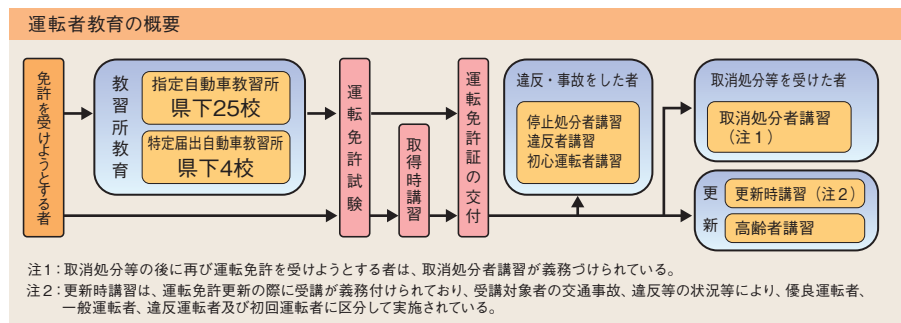 運転者教育の概要
免許を受けようとする者
教習所教育
指定自動車教習所
県下25校
特定届出自動車教習所
県下4校
運転免許試験
取得時講習
運転免許証の交付
違反・事故をした者
停止処分者講習
違反者講習
初心運転者講習
取消処分等を受けた者
取消処分者講習
(注1)
更新
更新時講習(注2)
高齢者講習
注1:取消処分等の後に再び運転免許を受けようとする者は、取消処分者講習が義務づけられている。
注2:更新時講習は、運転免許更新の際に受講が義務付けられており、受講対象者の交通事故、違反等の状況等により、優良運転者、
一般運転者、違反運転者及び初回運転者に区分して実施されている。